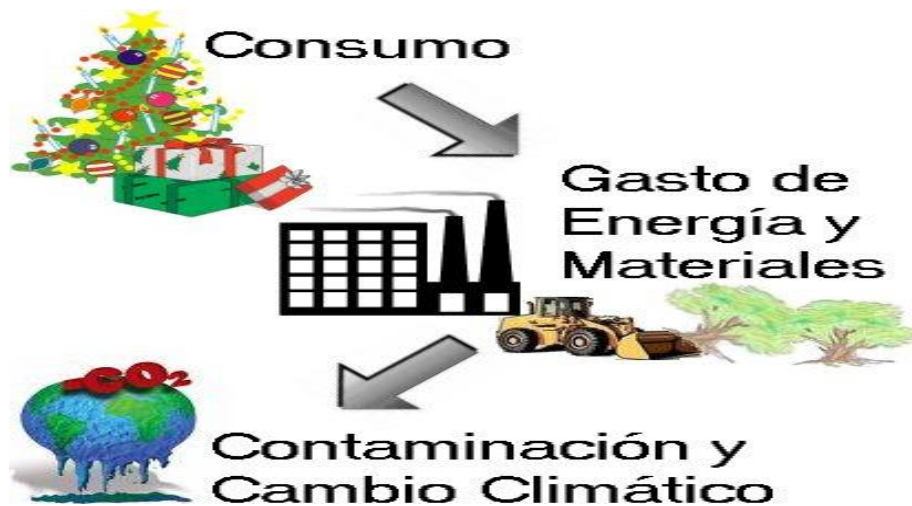 Consumo
Gasto de
Energía y
Materiales
-CO2
Contaminación y
Cambio Climático